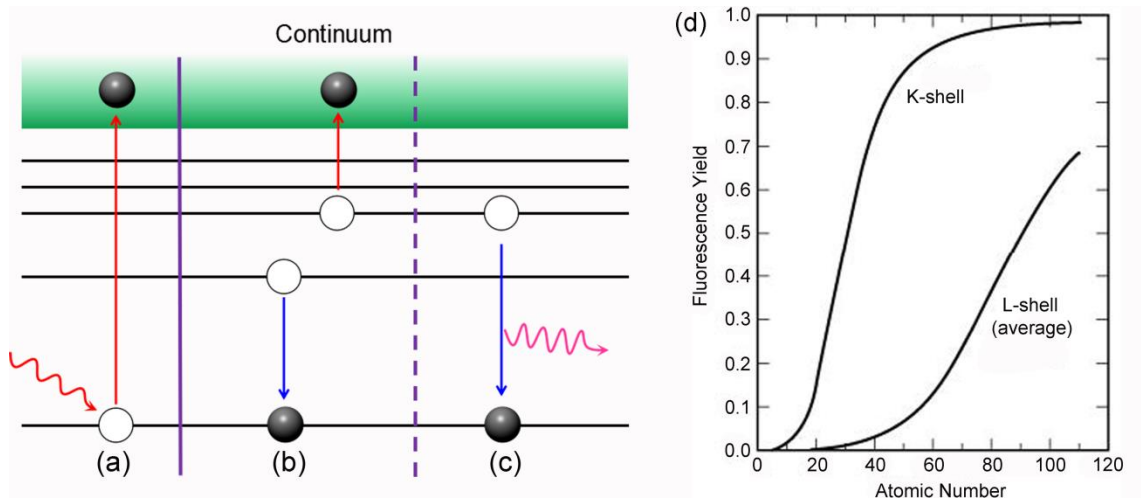 Continuum
(a)
(b)
(c)
(d)
Fluorescence Yield
1.0
0.9
0.8
0.7
0.6
0.5
0.4
0.3
0.2
0.1
0.0
K-shell
L-shell
(average)
0 20 40 60 80 100 120
Atomic Number